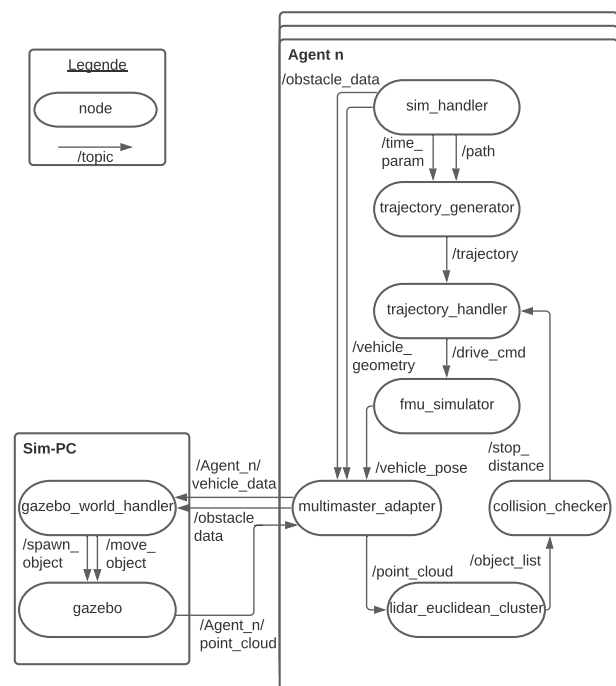 Agent n
Legende
node
/topic
/obstacle_data
sim_handler
/time_
param
/path
trajectory_generator
/trajectory
trajectory_handler
/vehicle_
geometry
/drive_cmd
fmu_simulator
/vehicle_pose
/stop_
distance
Sim-PC
/Agent_n/
vehicle_data
gazebo_world_handler
multimaster_adapter
collision_checker
/obstacle_
data
/spawn_
object
/move_
object
/point_cloud
/object_list
gazebo
lidar_euclidean_cluster
/Agent_n/
point_cloud